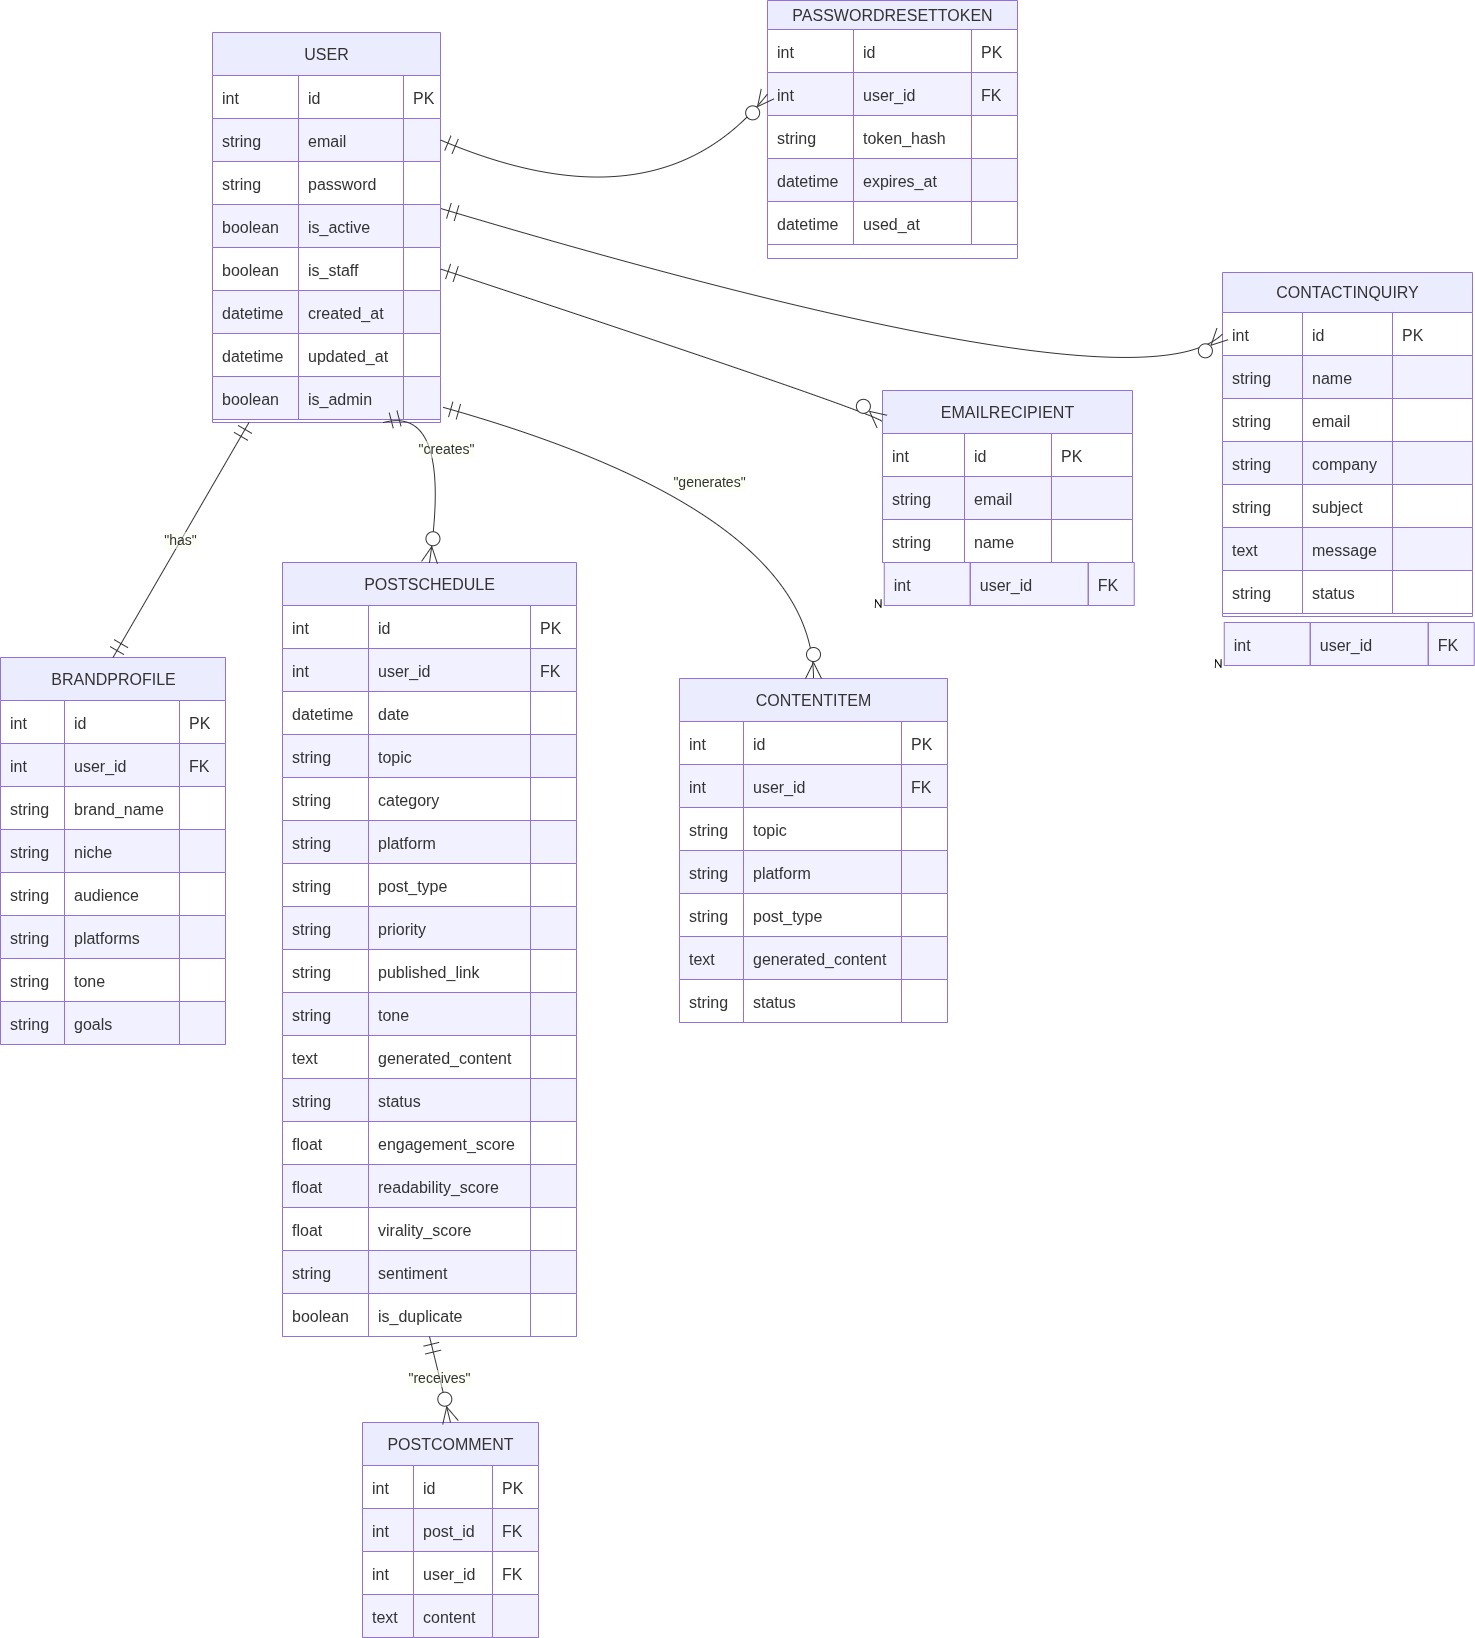 PASSWORDRESETTOKEN
int id PK
int user_id FK
string token_hash
datetime expires_at
datetime used_at
USER
int id PK
string email
string password
boolean is_active
boolean is_staff
datetime created_at
datetime updated_at
boolean is_admin
CONTACTINQUIRY
int id PK
string name
string email
string company
string subject
text message
string status
int user_id FK
N
EMAILRECIPIENT
int id PK
string email
string name
int user_id FK
N
"creates"
"generates"
"has"
POSTSCHEDULE
int id PK
int user_id FK
datetime date
string topic
string category
string platform
string post_type
string priority
string published_link
string tone
text generated_content
string status
float engagement_score
float readability_score
float virality_score
string sentiment
boolean is_duplicate
BRANDPROFILE
int id PK
int user_id FK
string brand_name
string niche
string audience
string platforms
string tone
string goals
CONTENTITEM
int id PK
int user_id FK
string topic
string platform
string post_type
text generated_content
string status
"receives"
POSTCOMMENT
int id PK
int post_id FK
int user_id FK
text content